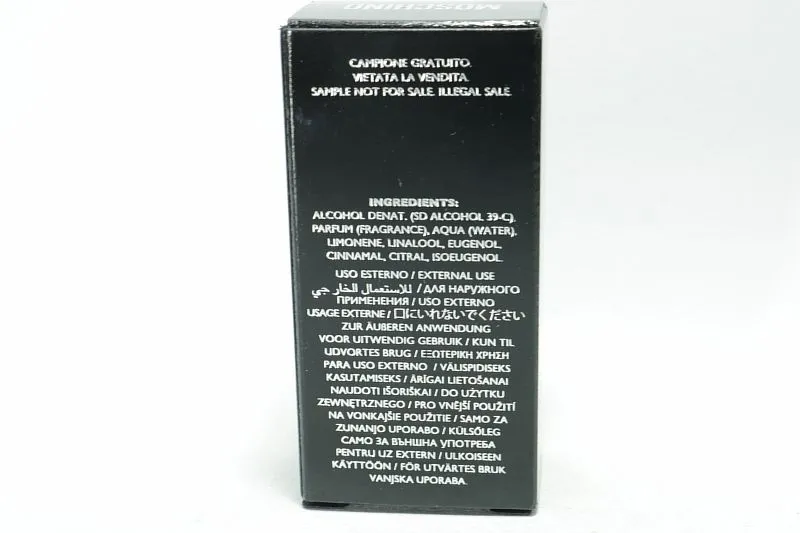 MOSCHINO
CAMPIONE GRATUITO.
VIETATA LA VENDITA.
SAMPLE NOT FOR SALE. ILLEGAL SALE.
INGREDIENTS:
ALCOHOL DENAT. (SD ALCOHOL 39-C),
PARFUM (FRAGRANCE), AQUA (WATER),
LIMONENE, LINALOOL, EUGENOL,
CINNAMAL, CITRAL, ISOEUGENOL.
USO ESTERNO / EXTERNAL USE
للاستعمال الخارجي / ДЛЯ НАРУЖНОГО
ПРИМЕНЕНИЯ / USO EXTERNO
USAGE EXTERNE / 口にいれないでください
ZUR ÄUßEREN ANWENDUNG
VOOR UITWENDIG GEBRUIK / KUN TIL
UDVORTES BRUG / ΕΞΩΤΕΡΙΚΗ ΧΡΗΣΗ
PARA USO EXTERNO / VÄLISPIDISEKS
KASUTAMISEKS / ĀRĪGAI LIETOŠANAI
NAUDOTI IŠORIŠKAI / DO UŻYTKU
ZEWNĘTRZNEGO / PRO VNĚJŠÍ POUŽITÍ
NA VONKAJŠIE POUŽITIE / SAMO ZA
ZUNANJO UPORABO / KÜLSŐLEG
САМО ЗА ВЪНШНА УПОТРЕБА
PENTRU UZ EXTERN / ULKOISEEN
KÄYTTÖÖN / FÖR UTVÄRTES BRUK
VANJSKA UPORABA.